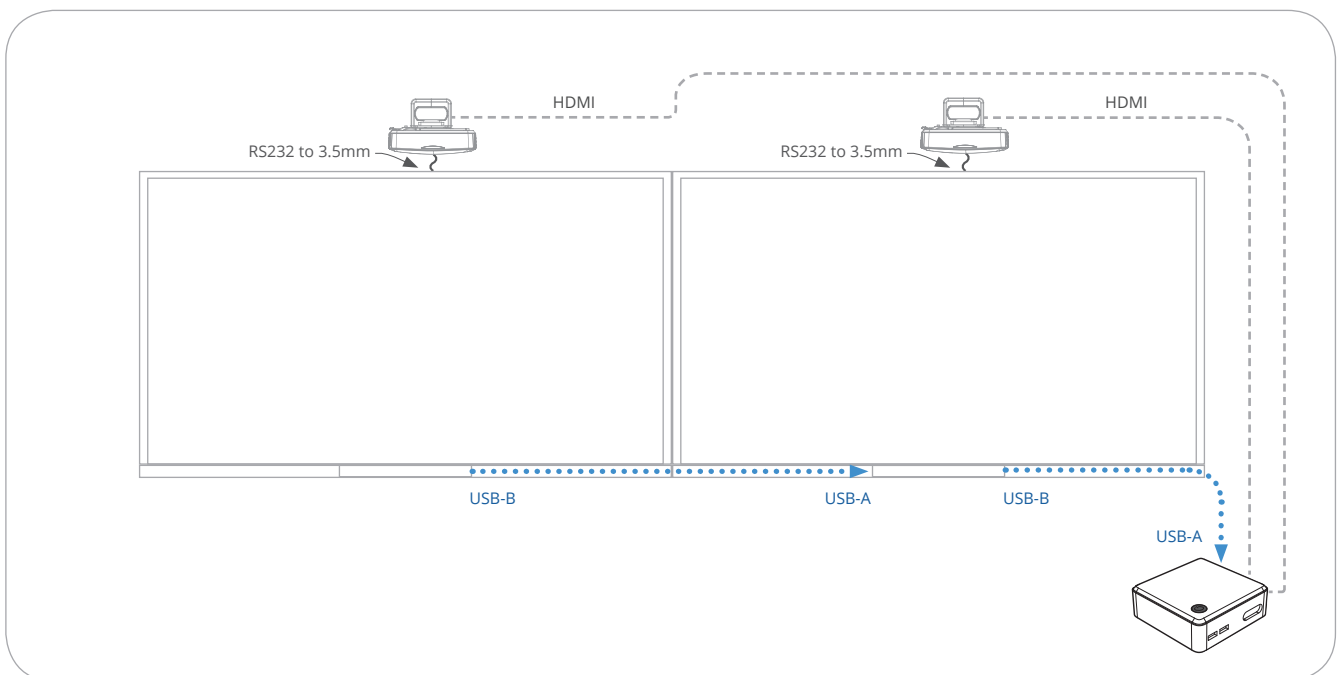 HDMI
HDMI
RS232 to 3.5mm
RS232 to 3.5mm
USB-B
USB-A
USB-B
USB-A